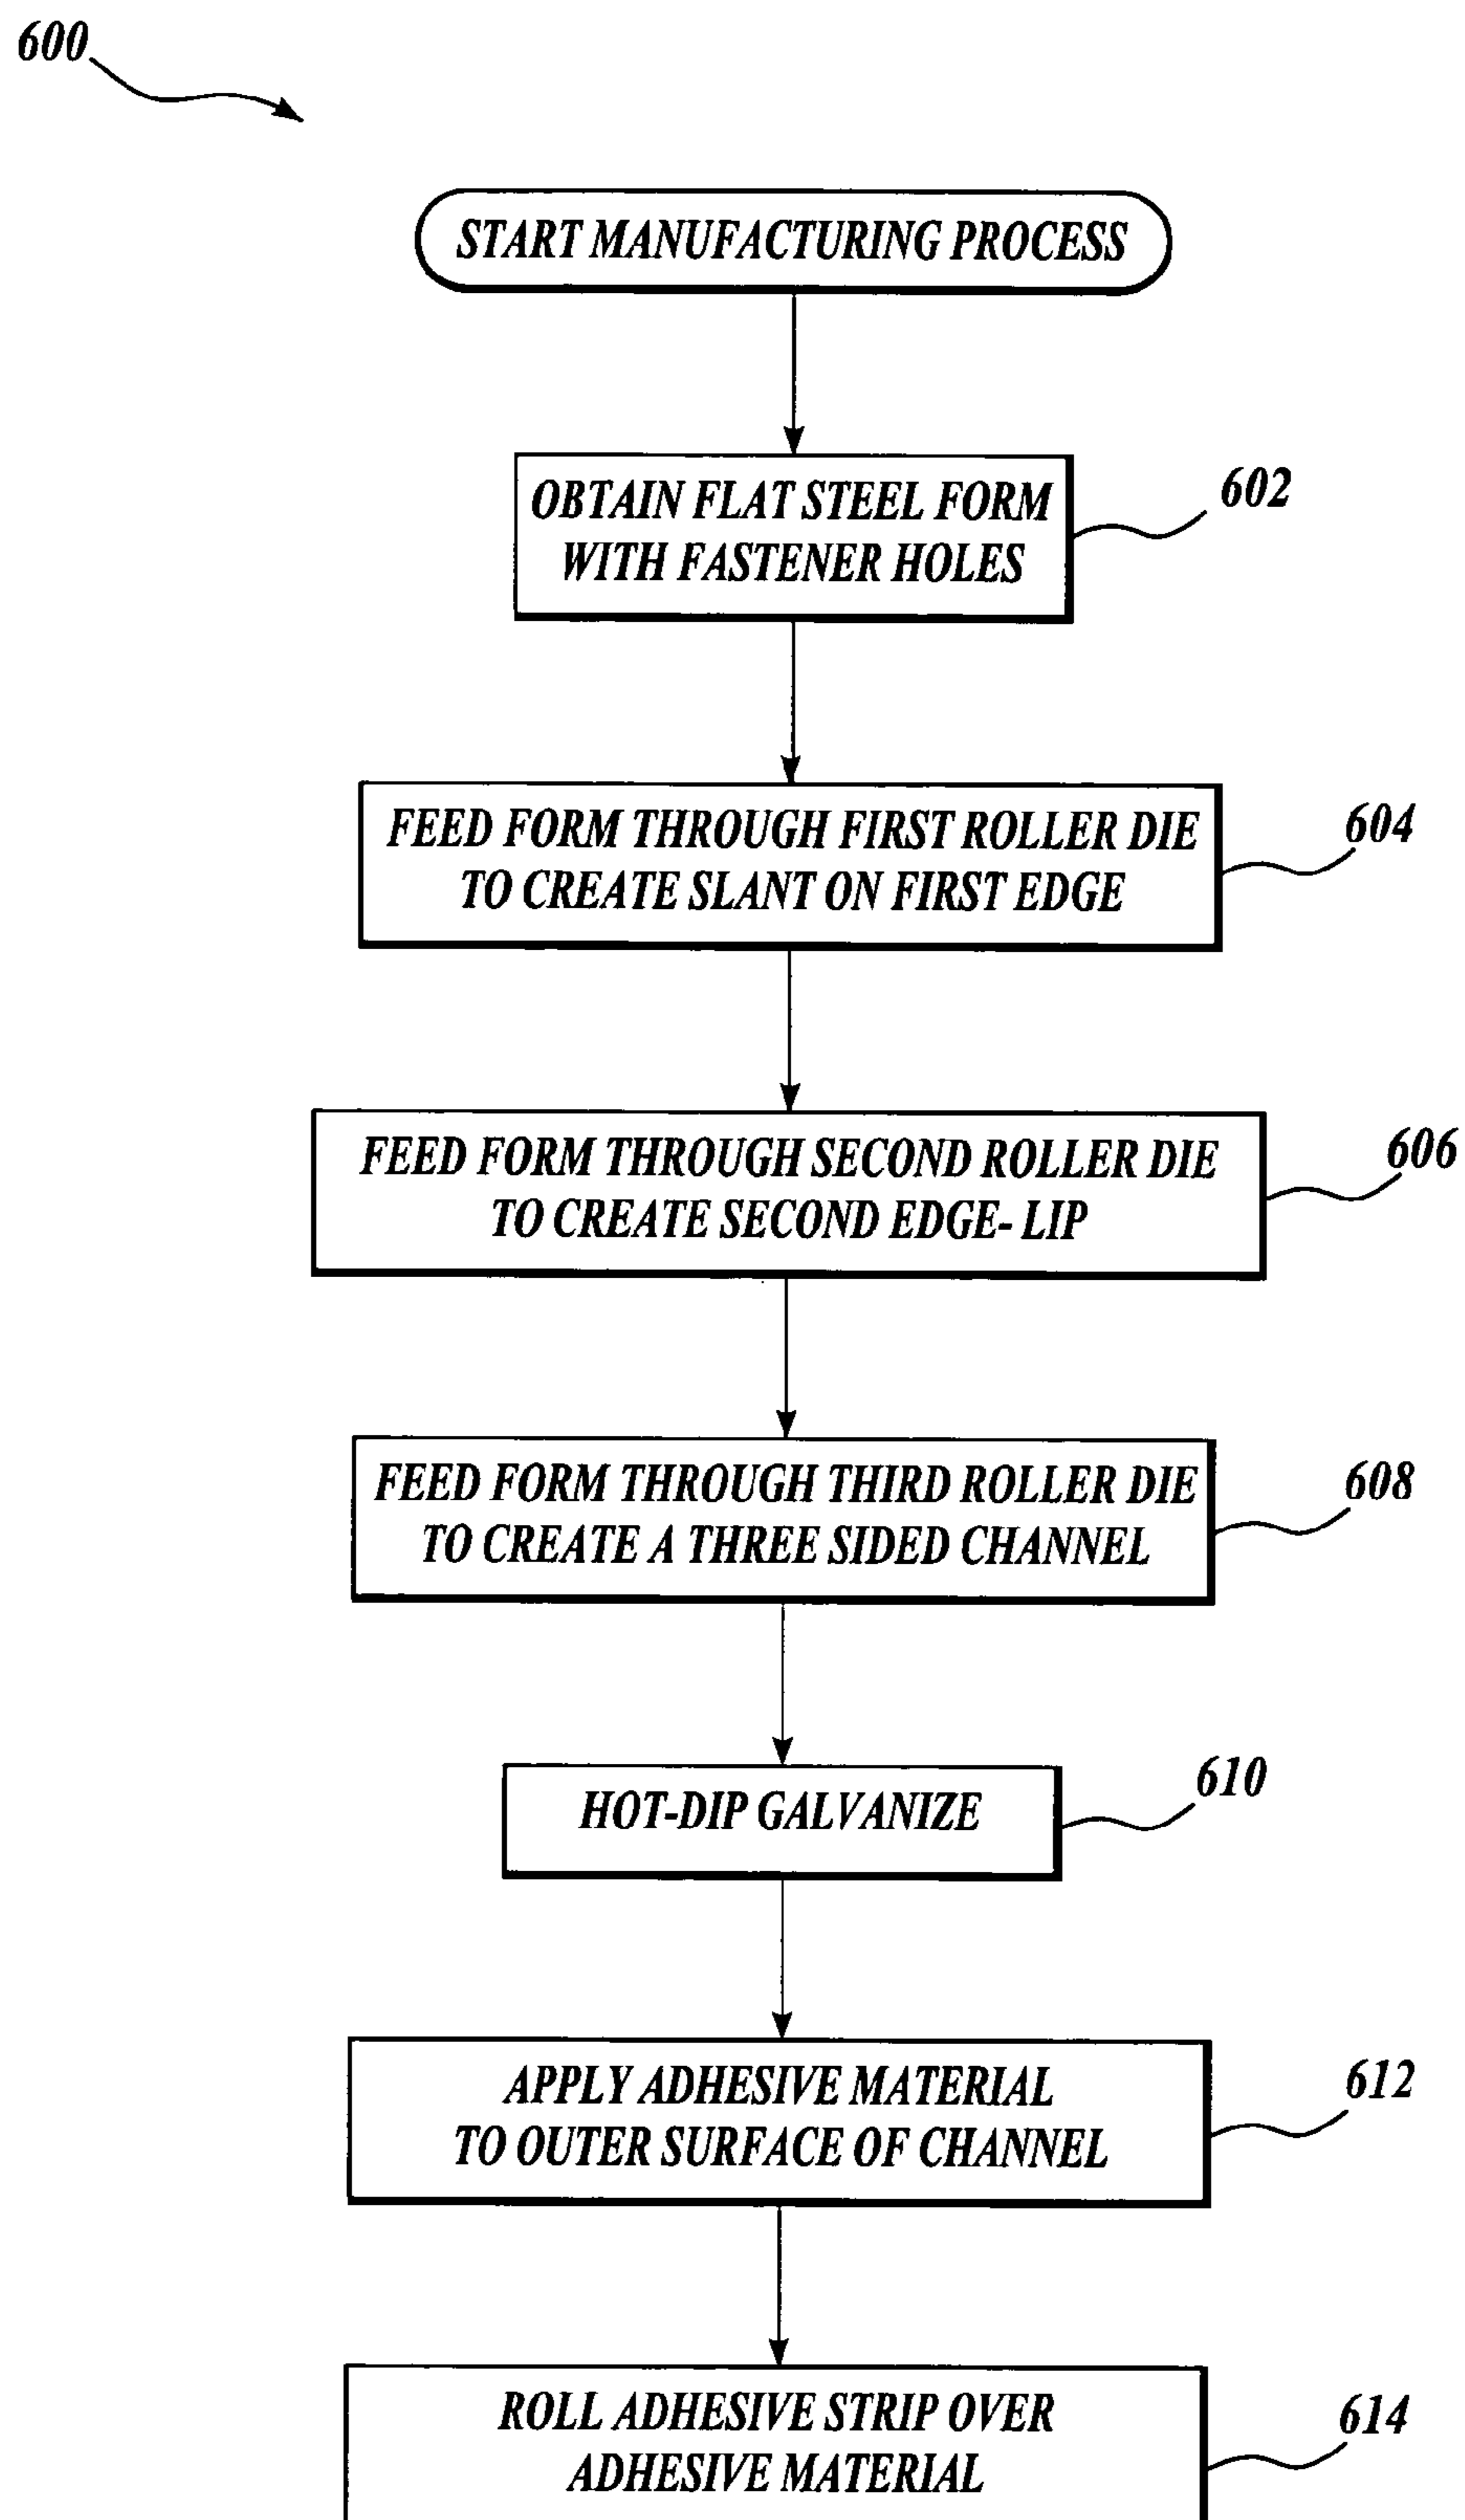 600
START MANUFACTURING PROCESS
OBTAIN FLAT STEEL FORM
WITH FASTENER HOLES
602
FEED FORM THROUGH FIRST ROLLER DIE
TO CREATE SLANT ON FIRST EDGE
604
FEED FORM THROUGH SECOND ROLLER DIE
TO CREATE SECOND EDGE- LIP
606
FEED FORM THROUGH THIRD ROLLER DIE
TO CREATE A THREE SIDED CHANNEL
608
HOT-DIP GALVANIZE
610
APPLY ADHESIVE MATERIAL
TO OUTER SURFACE OF CHANNEL
612
ROLL ADHESIVE STRIP OVER
ADHESIVE MATERIAL
614